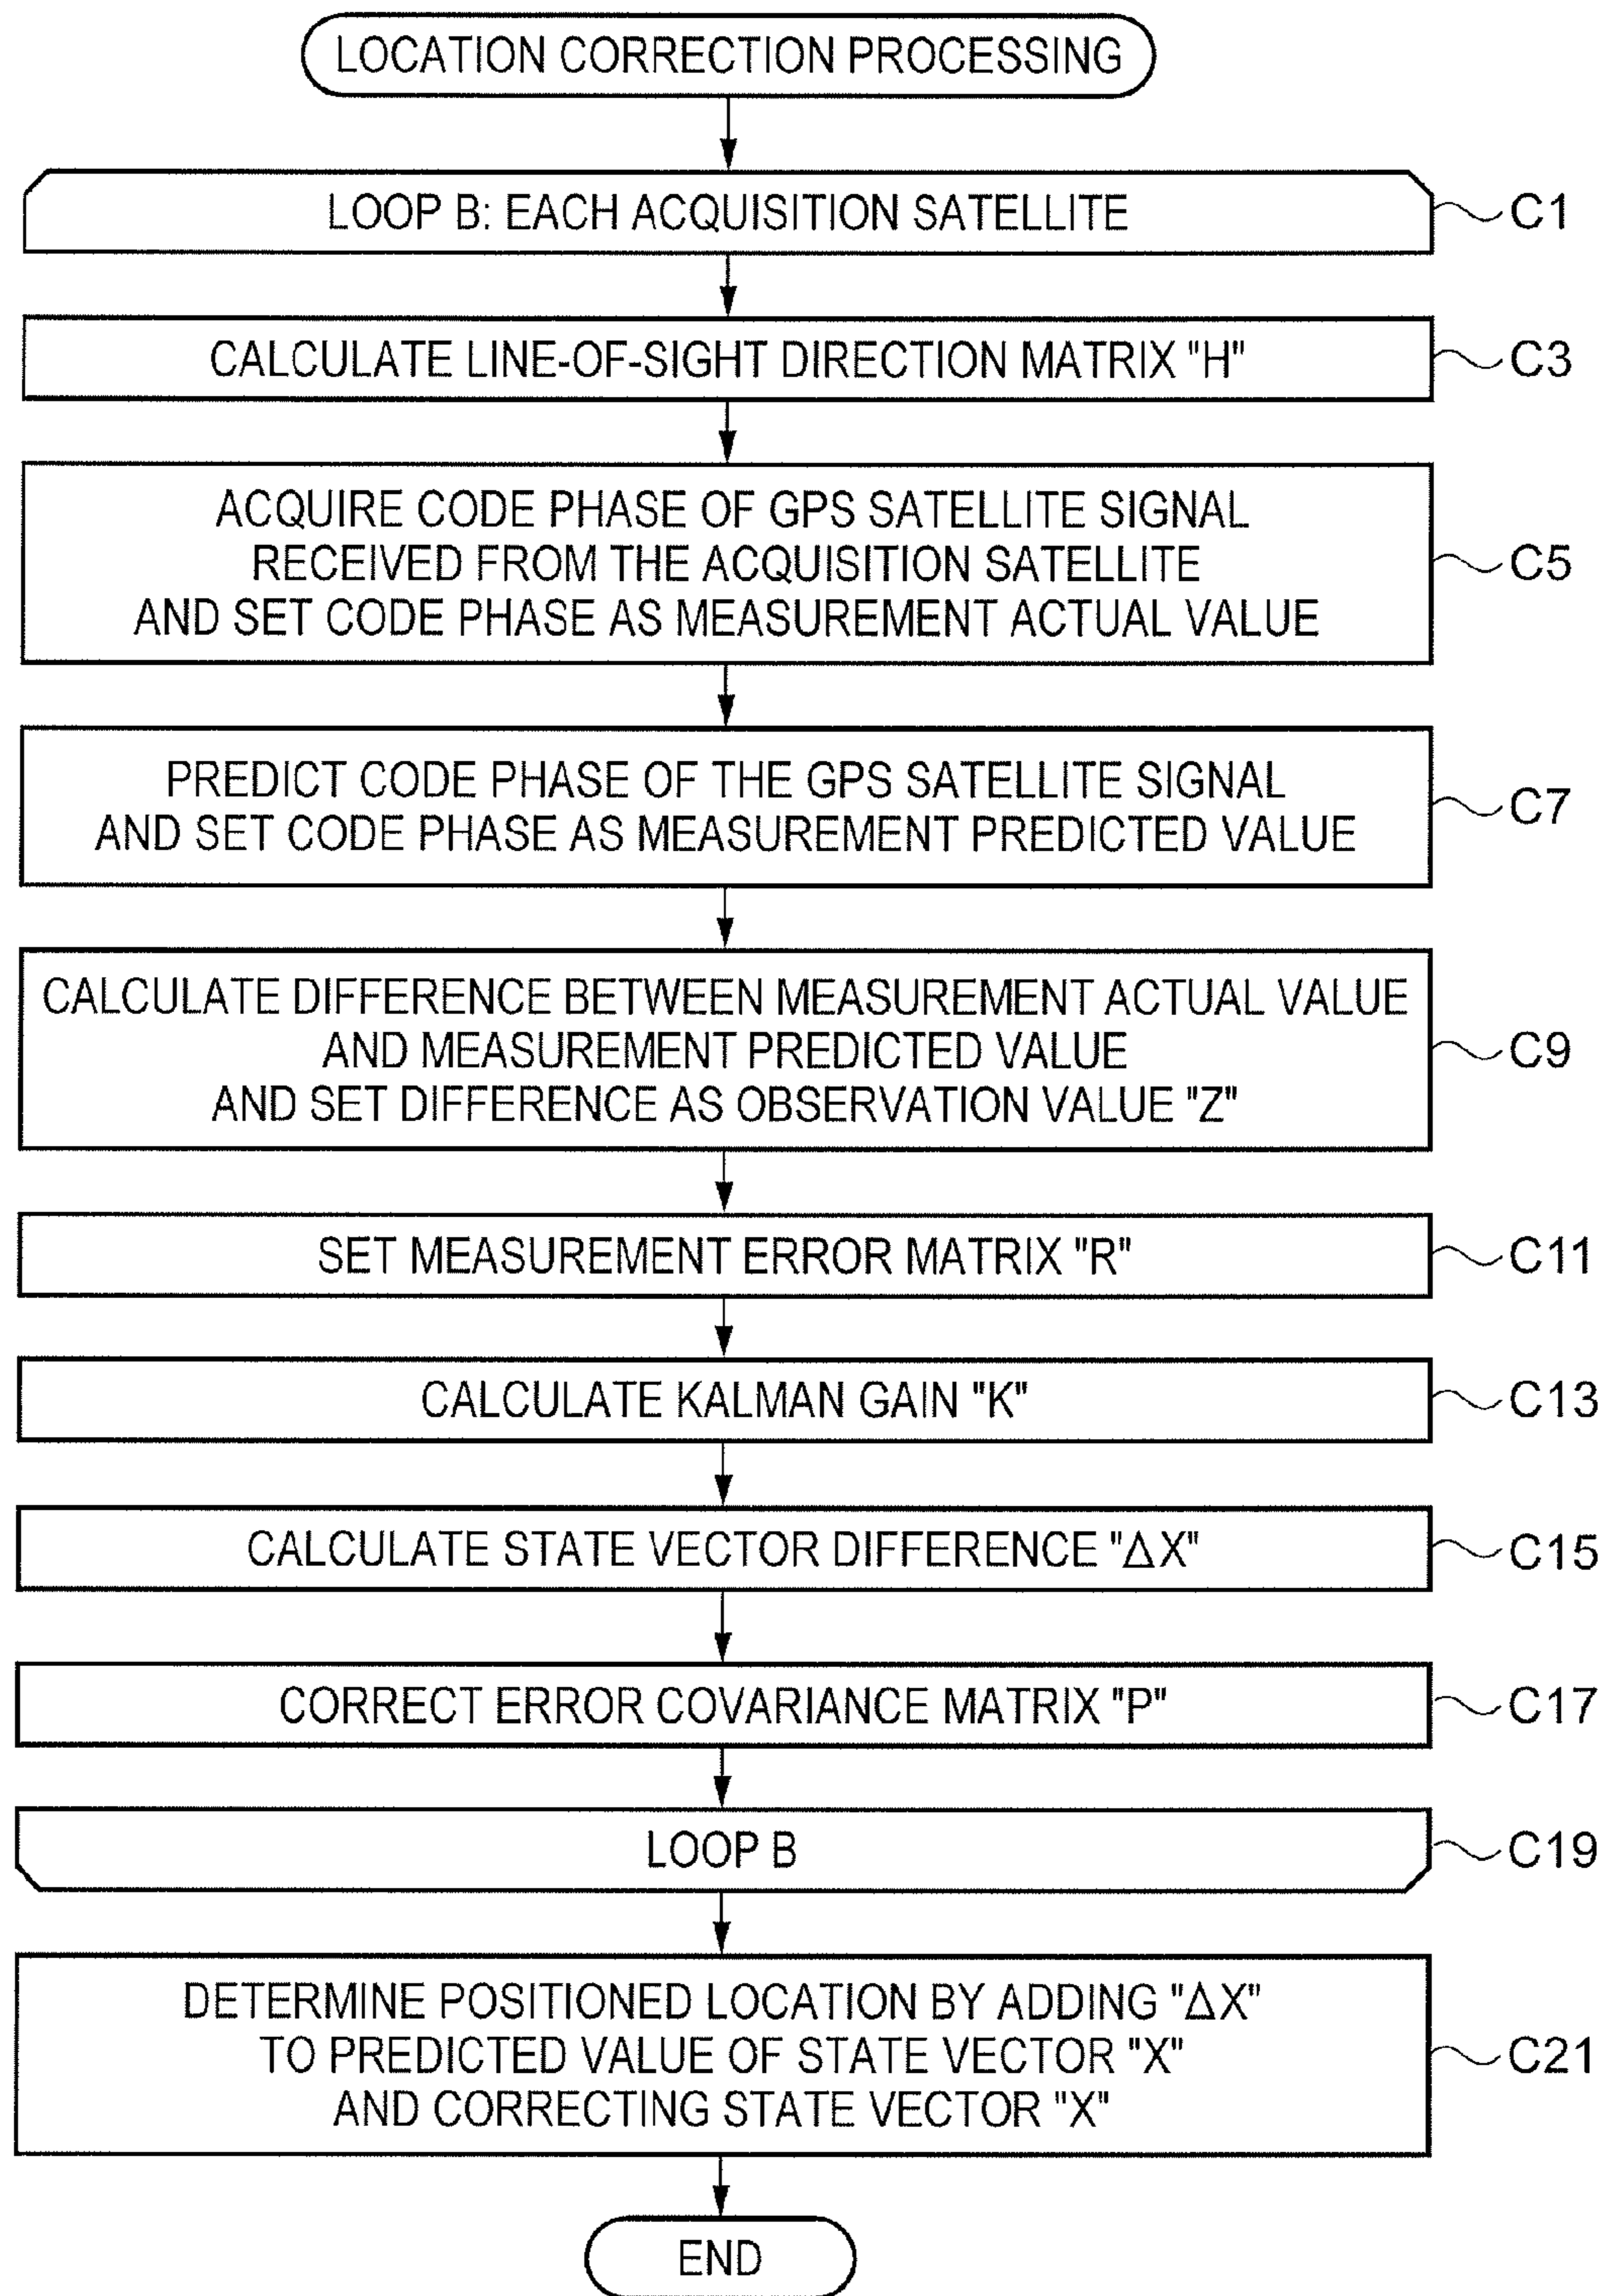 LOCATION CORRECTION PROCESSING
LOOP B: EACH ACQUISITION SATELLITE
C1
CALCULATE LINE-OF-SIGHT DIRECTION MATRIX "H"
C3
ACQUIRE CODE PHASE OF GPS SATELLITE SIGNAL
RECEIVED FROM THE ACQUISITION SATELLITE
AND SET CODE PHASE AS MEASUREMENT ACTUAL VALUE
C5
PREDICT CODE PHASE OF THE GPS SATELLITE SIGNAL
AND SET CODE PHASE AS MEASUREMENT PREDICTED VALUE
C7
CALCULATE DIFFERENCE BETWEEN MEASUREMENT ACTUAL VALUE
AND MEASUREMENT PREDICTED VALUE
AND SET DIFFERENCE AS OBSERVATION VALUE "Z"
C9
SET MEASUREMENT ERROR MATRIX "R"
C11
CALCULATE KALMAN GAIN "K"
C13
CALCULATE STATE VECTOR DIFFERENCE "ΔX"
C15
CORRECT ERROR COVARIANCE MATRIX "P"
C17
LOOP B
C19
DETERMINE POSITIONED LOCATION BY ADDING "ΔX"
TO PREDICTED VALUE OF STATE VECTOR "X"
AND CORRECTING STATE VECTOR "X"
C21
END